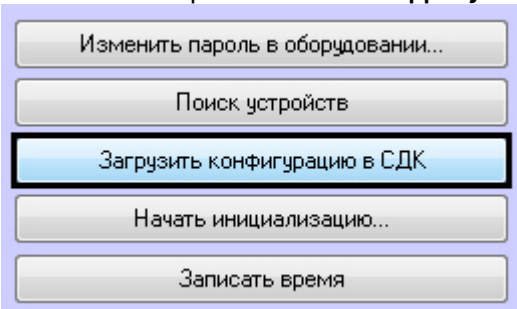 Изменить пароль в оборудовании...
Поиск устройств
Загрузить конфигурацию в СДК
Начать инициализацию...
Записать время